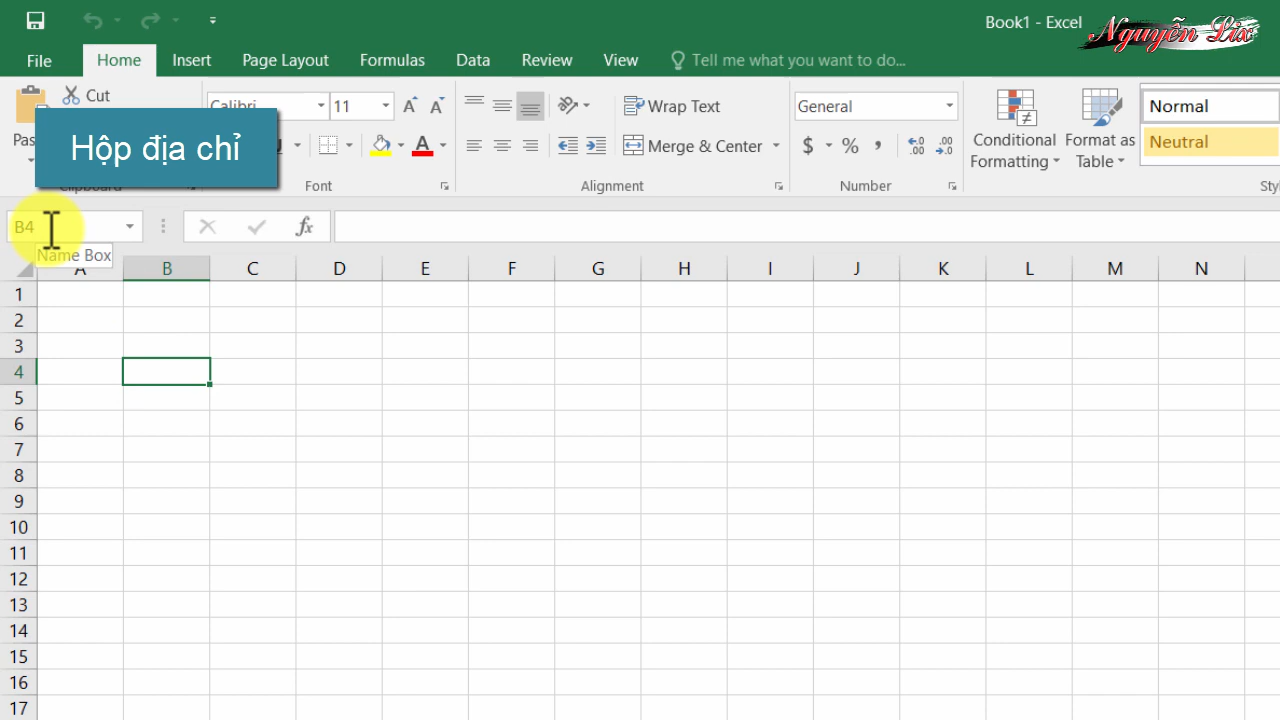 Book1 - Excel
Nguyễn Lix
File Home Insert Page Layout Formulas Data Review View Tell me what you want to do...
Cut
Calibri 11
Wrap Text
General
Normal
Hộp địa chỉ
Merge & Center
$ % ,
Conditional Formatting
Format as Table
Neutral
Clipboard Font Alignment Number
B4
fx
Name Box
A B C D E F G H I J K L M N
1
2
3
4
5
6
7
8
9
10
11
12
13
14
15
16
17